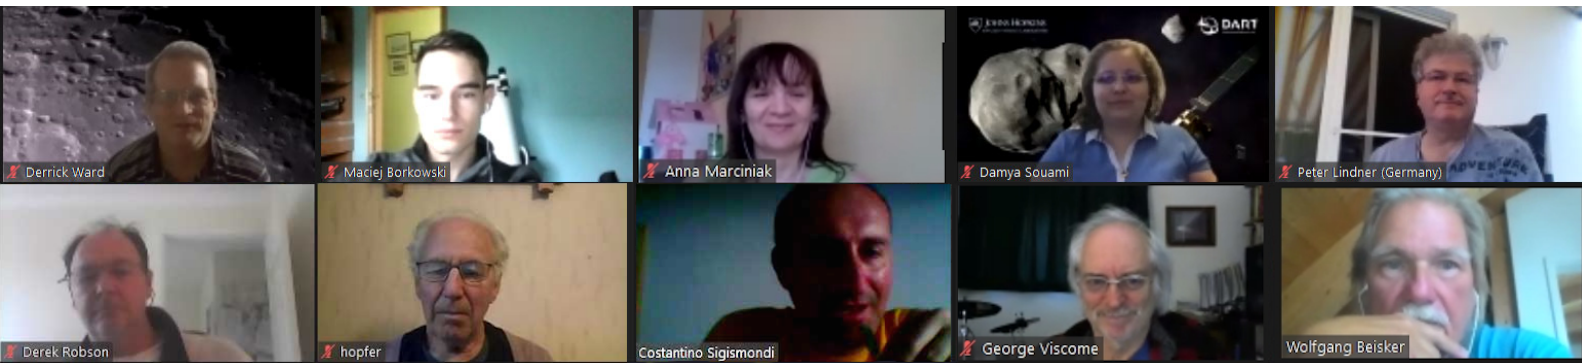 JOHNS HOPKINS
DART
Derrick Ward
Maciej Borkowski
Anna Marciniak
Damya Souami
Peter Lindner (Germany)
ADVENTURE
Derek Robson
hopfer
Costantino Sigismondi
George Viscome
Wolfgang Beisker